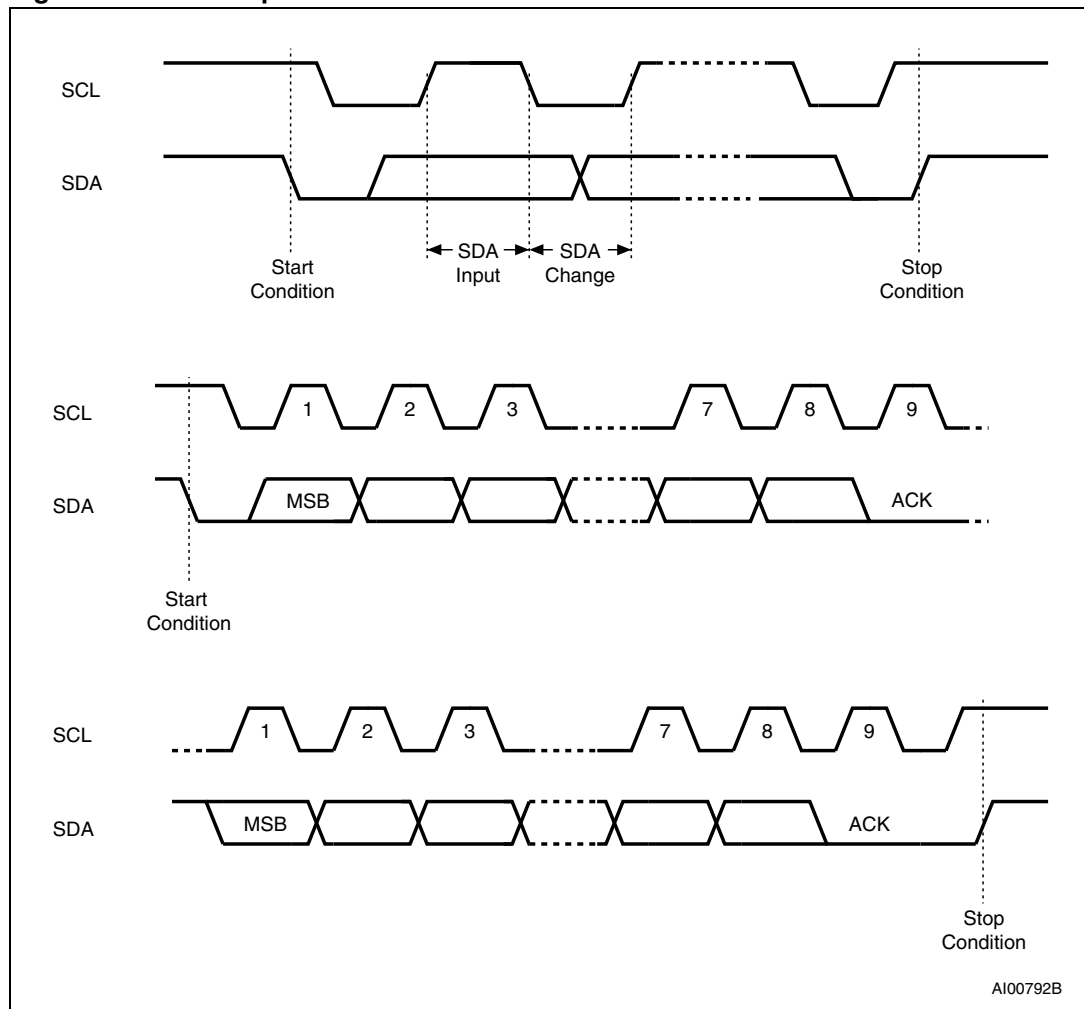 SCL
SDA
SDA
Input
SDA
Change
Start
Condition
Stop
Condition
SCL
1 2 3 7 8 9
SDA
MSB
ACK
Start
Condition
SCL
1 2 3 7 8 9
SDA
MSB
ACK
Stop
Condition
AI00792B